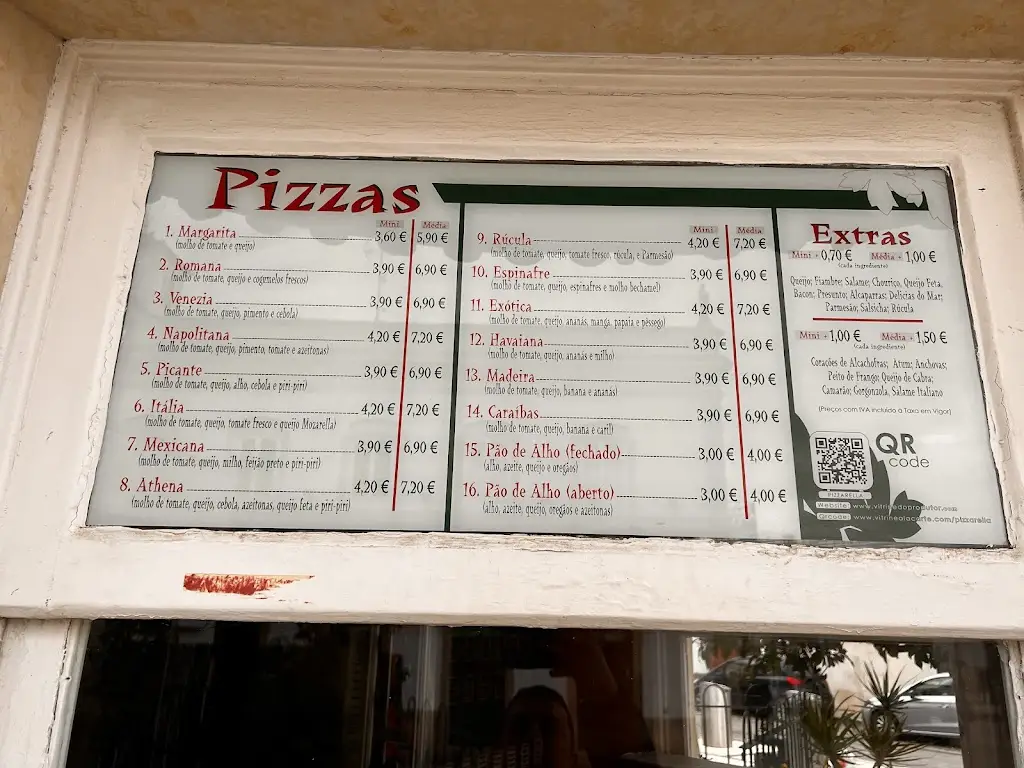 Pizzas
Mini Média
1. Margarita 3,60 € 5,90 €
(molho de tomate e queijo)
2. Romana 3,90 € 6,90 €
(molho de tomate, queijo e cogumelos frescos)
3. Venezia 3,90 € 6,90 €
(molho de tomate, queijo, pimento e cebola)
4. Napolitana 4,20 € 7,20 €
(molho de tomate, queijo, pimento, tomate e azeitonas)
5. Picante 3,90 € 6,90 €
(molho de tomate, queijo, alho, cebola e piri-piri)
6. Itália 4,20 € 7,20 €
(molho de tomate, queijo, tomate fresco e queijo Mozarella)
7. Mexicana 3,90 € 6,90 €
(molho de tomate, queijo, milho, feijão preto e piri-piri)
8. Athena 4,20 € 7,20 €
(molho de tomate, queijo, cebola, azeitonas, queijo feta e piri-piri)
Mini Média
9. Rúcula 4,20 € 7,20 €
(molho de tomate, queijo, tomate fresco, rúcula, e Parmesão)
10. Espinafre 3,90 € 6,90 €
(molho de tomate, queijo, espinafres e molho bechamel)
11. Exótica 4,20 € 7,20 €
(molho de tomate, queijo, ananás, manga, papaia e pêssego)
12. Havaiana 3,90 € 6,90 €
(molho de tomate, queijo, ananás e milho)
13. Madeira 3,90 € 6,90 €
(molho de tomate, queijo, banana e ananás)
14. Caraíbas 3,90 € 6,90 €
(molho de tomate, queijo, banana e caril)
15. Pão de Alho (fechado) 3,00 € 4,00 €
(alho, azeite, queijo e oregãos)
16. Pão de Alho (aberto) 3,00 € 4,00 €
(alho, azeite, queijo, oregãos e azeitonas)
Extras
Mini - 0,70 € Média - 1,00 €
(cada ingrediente)
Queijo; Fiambre; Salame; Chouriço, Queijo Feta,
Bacon; Presunto; Alcaparras; Delícias do Mar;
Parmesão; Salsicha; Rúcula
Mini - 1,00 € Média - 1,50 €
(cada ingrediente)
Corações de Alcachofras; Atum; Anchovas;
Peito de Frango; Queijo de Cabra;
Camarão; Gorgonzola, Salame Italiano
(Preços com IVA incluído à Taxa em Vigor)
QR
code
PIZZARELLA
Website: www.vitrinedoprodutor.com
Qrcode: www.vitrinealacarte.com/pizzarella